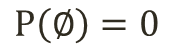 P(∅) = 0